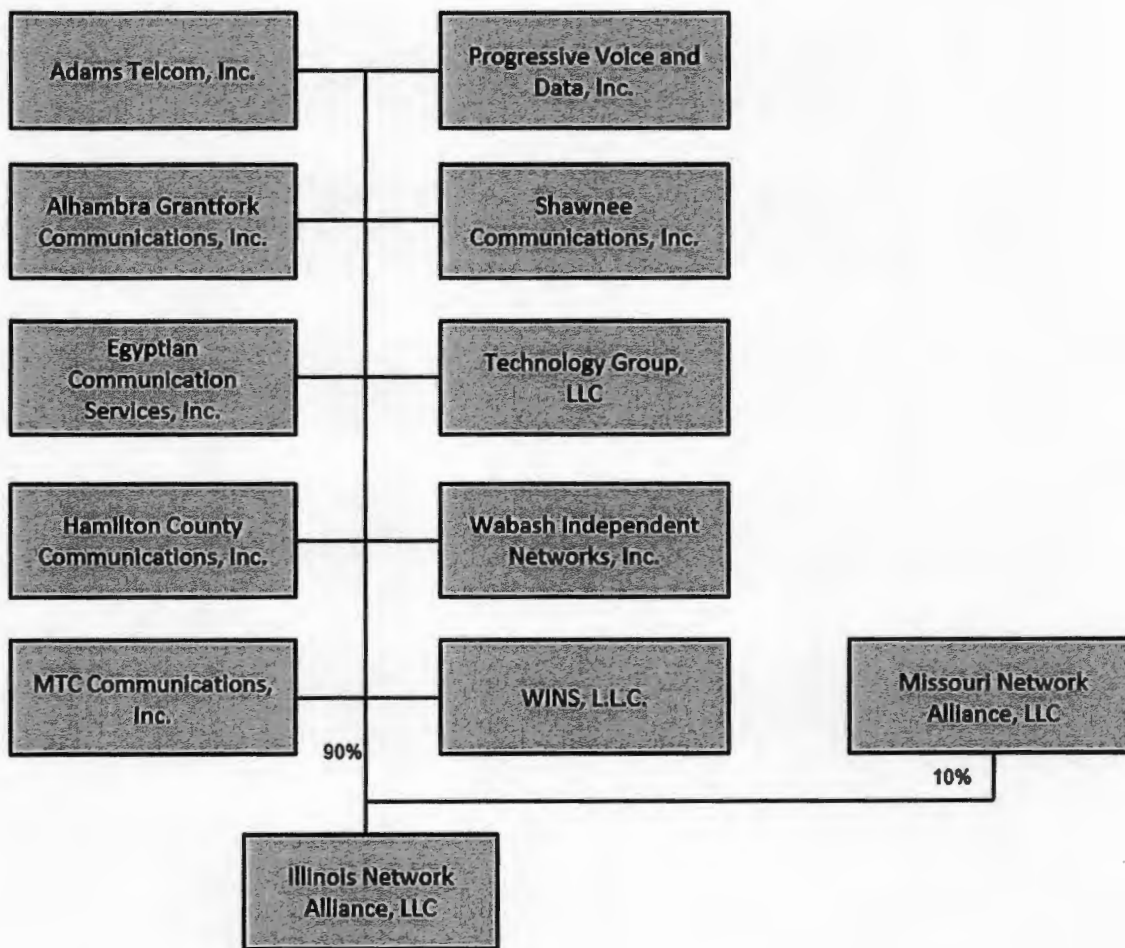 Adams Telcom, Inc.
Progressive Voice and
Data, Inc.
Alhambra Grantfork
Communications, Inc.
Shawnee
Communications, Inc.
Egyptian
Communication
Services, Inc.
Technology Group,
LLC
Hamilton County
Communications, Inc.
Wabash Independent
Networks, Inc.
MTC Communications,
Inc.
WINS, L.L.C.
Missouri Network
Alliance, LLC
90%
10%
Illinois Network
Alliance, LLC